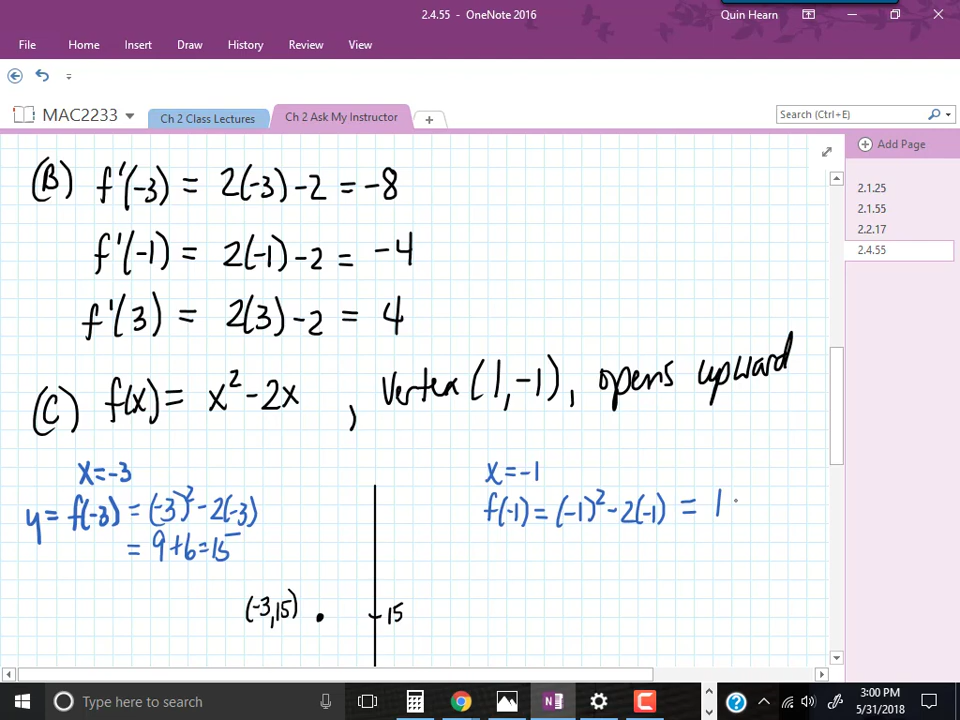 2.4.55 - OneNote 2016
Quin Hearn
File Home Insert Draw History Review View
MAC2233
Ch 2 Class Lectures
Ch 2 Ask My Instructor
Search (Ctrl+E)
Add Page
2.1.25
2.1.55
2.2.17
2.4.55
(B) f'(-3) = 2(-3)-2 = -8
f'(-1) = 2(-1)-2 = -4
f'(3) = 2(3)-2 = 4
(C) f(x) = x²-2x , vertex (1,-1), opens upward
x=-3
y = f(-3) = (-3)²-2(-3)
= 9+6=15
x=-1
f(-1) = (-1)²-2(-1) = 1
(-3,15)
15
Type here to search
3:00 PM
5/31/2018